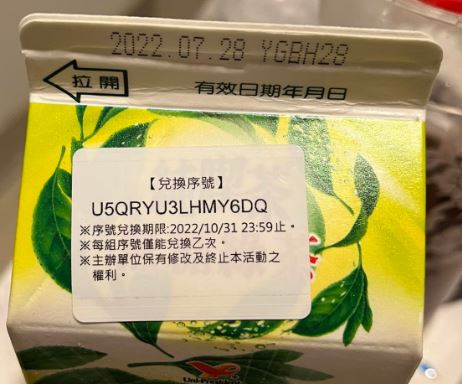 2022.07.28 YGBH28
拉開
有效日期年月日
【兌換序號】
U5QRYU3LHMY6DQ
※序號兌換期限:2022/10/31 23:59止。
※每組序號僅能兌換乙次。
※主辦單位保有修改及終止本活動之
權利。